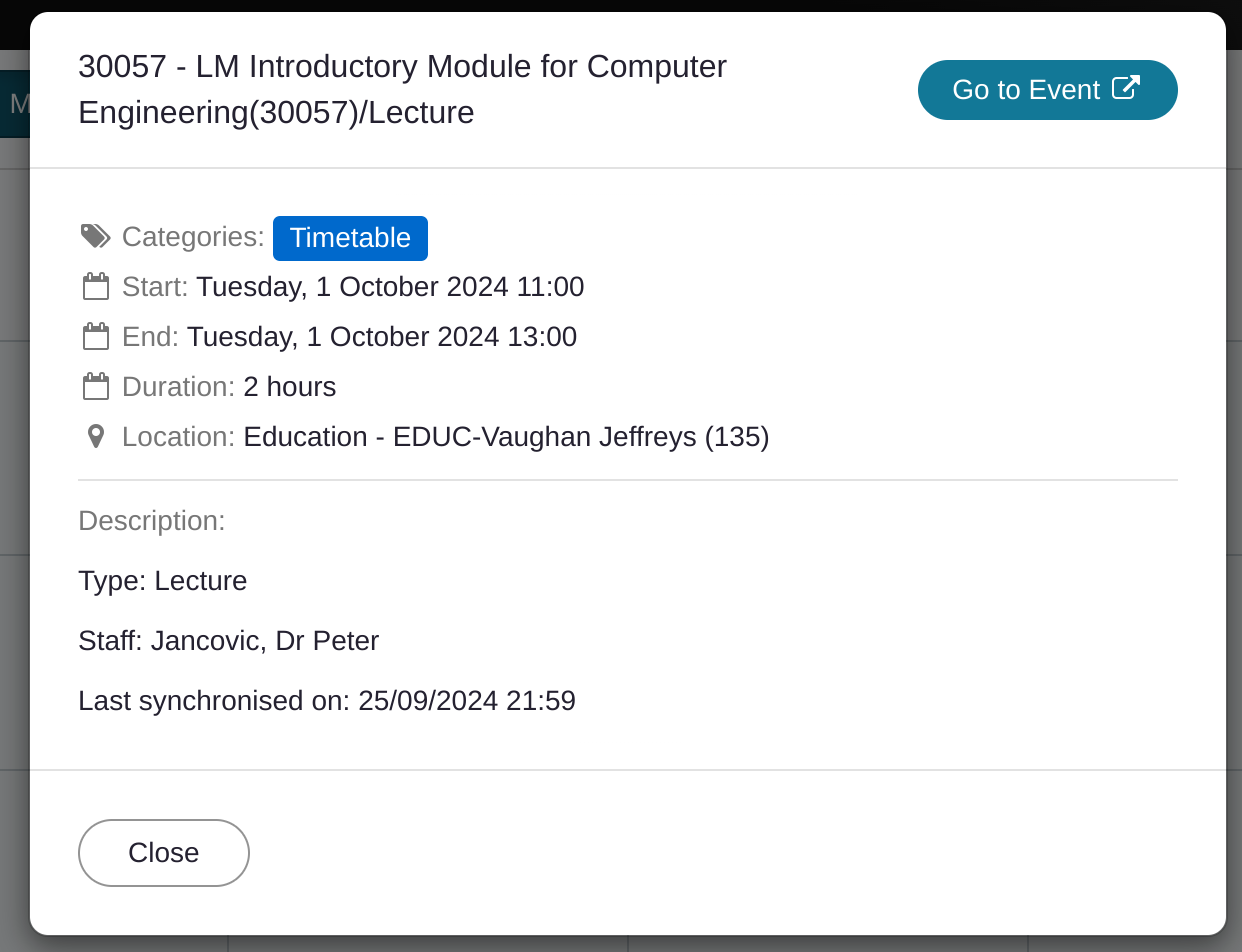 30057 - LM Introductory Module for Computer
Engineering(30057)/Lecture
Go to Event
M
Categories: Timetable
Start: Tuesday, 1 October 2024 11:00
End: Tuesday, 1 October 2024 13:00
Duration: 2 hours
Location: Education - EDUC-Vaughan Jeffreys (135)
Description:
Type: Lecture
Staff: Jancovic, Dr Peter
Last synchronised on: 25/09/2024 21:59
Close